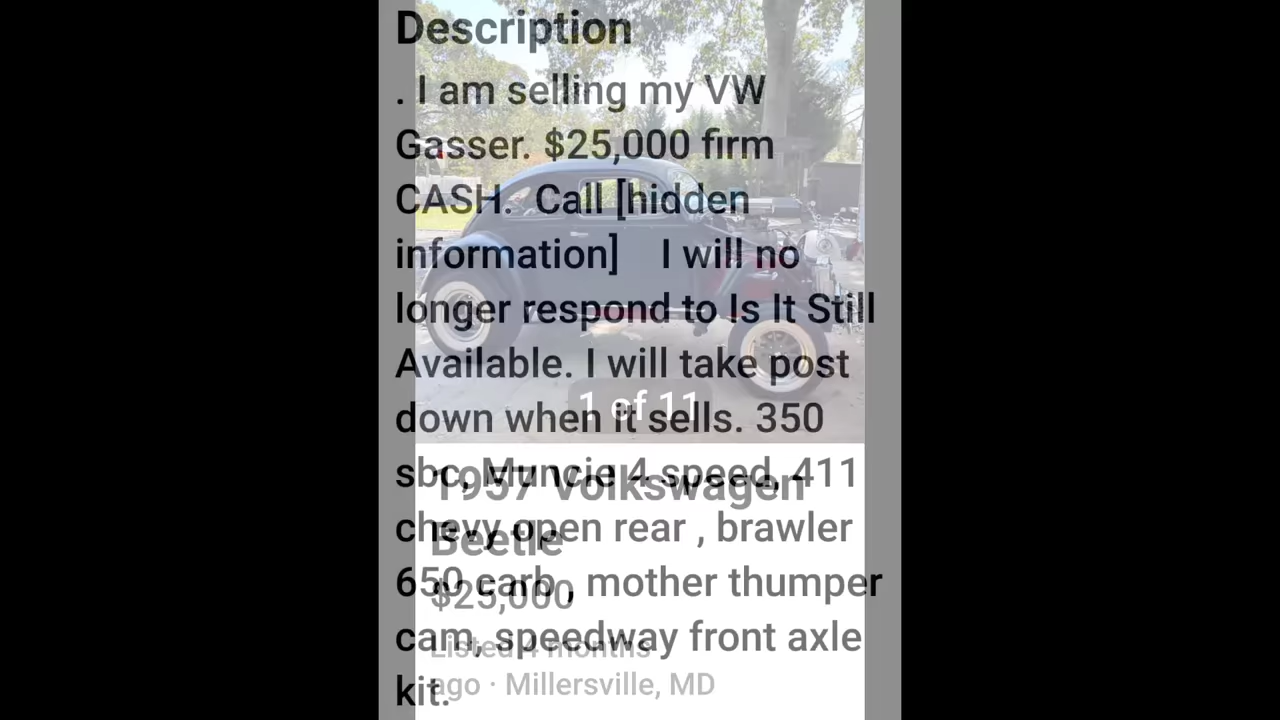 Description
. I am selling my VW
Gasser. $25,000 firm
CASH.  Call [hidden
information]    I will no
longer respond to Is It Still
Available. I will take post
down when it sells. 350
sbc, Muncie 4 speed, 411
chevy open rear , brawler
650 carb , mother thumper
cam, speedway front axle
kit.
1 of 11
1957 Volkswagen
Beetle
$25,000
Listed 4 months
ago · Millersville, MD